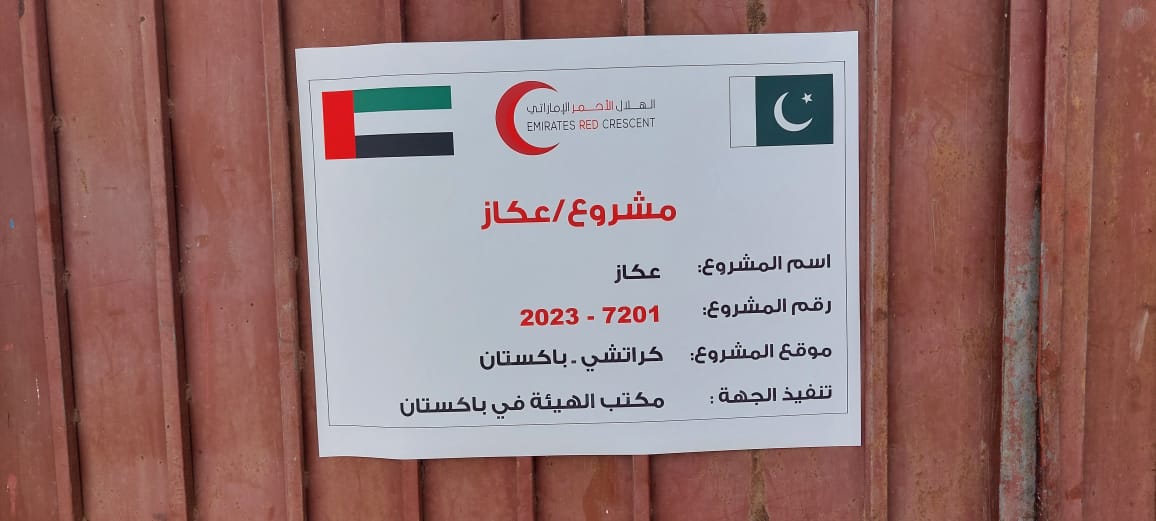 الهلال الأحمر الإماراتي
EMIRATES RED CRESCENT
مشروع/عكاز
اسم المشروع: عكاز
رقم المشروع: 7201 - 2023
موقع المشروع: كراتشي - باكستان
تنفيذ الجهة : مكتب الهيئة في باكستان